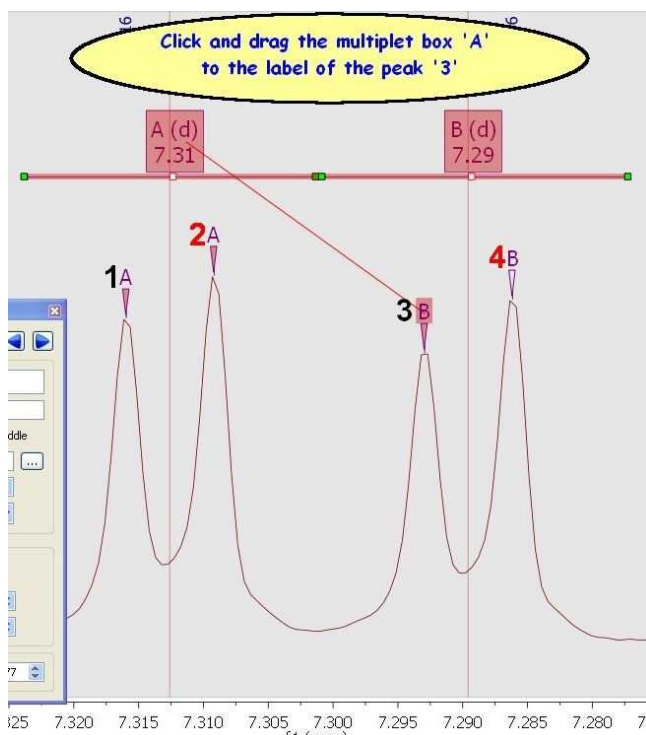 Click and drag the multiplet box 'A'
to the label of the peak '3'
A (d)
7.31
B (d)
7.29
2A
4B
1A
3B
ddle
...
77
7.320 7.315 7.310 7.305 7.300 7.295 7.290 7.285 7.280